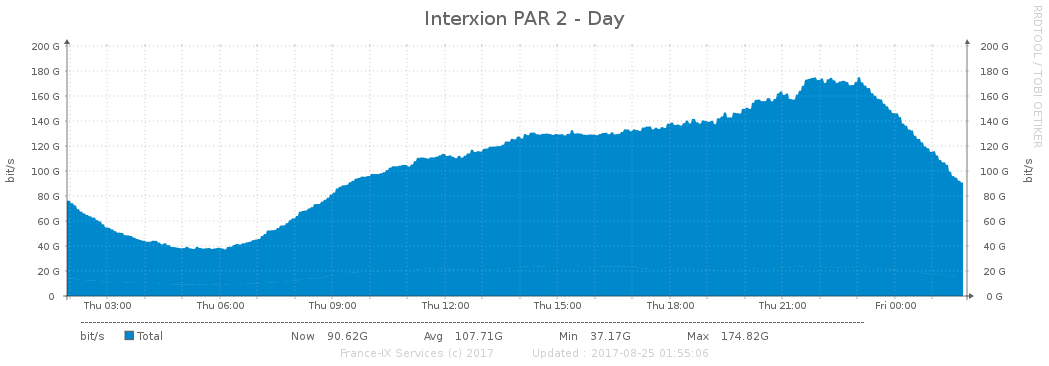 Interxion PAR 2 - Day
RRDTOOL / TOBI OETIKER
200 G 200 G
180 G 180 G
160 G 160 G
140 G 140 G
120 G 120 G
100 G 100 G
80 G 80 G
60 G 60 G
40 G 40 G
20 G 20 G
0 0 G
bit/s bit/s
Thu 03:00 Thu 06:00 Thu 09:00 Thu 12:00 Thu 15:00 Thu 18:00 Thu 21:00 Fri 00:00
bit/s Total Now 90.62G Avg 107.71G Min 37.17G Max 174.82G
France-IX Services (c) 2017 Updated : 2017-08-25 01:55:06